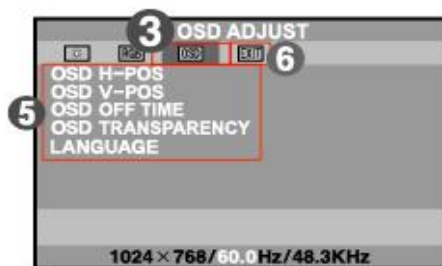 3 OSD ADJUST
RGB OSD EXIT 6
OSD H-POS
OSD V-POS
5 OSD OFF TIME
OSD TRANSPARENCY
LANGUAGE
1024×768/60.0Hz/48.3KHz